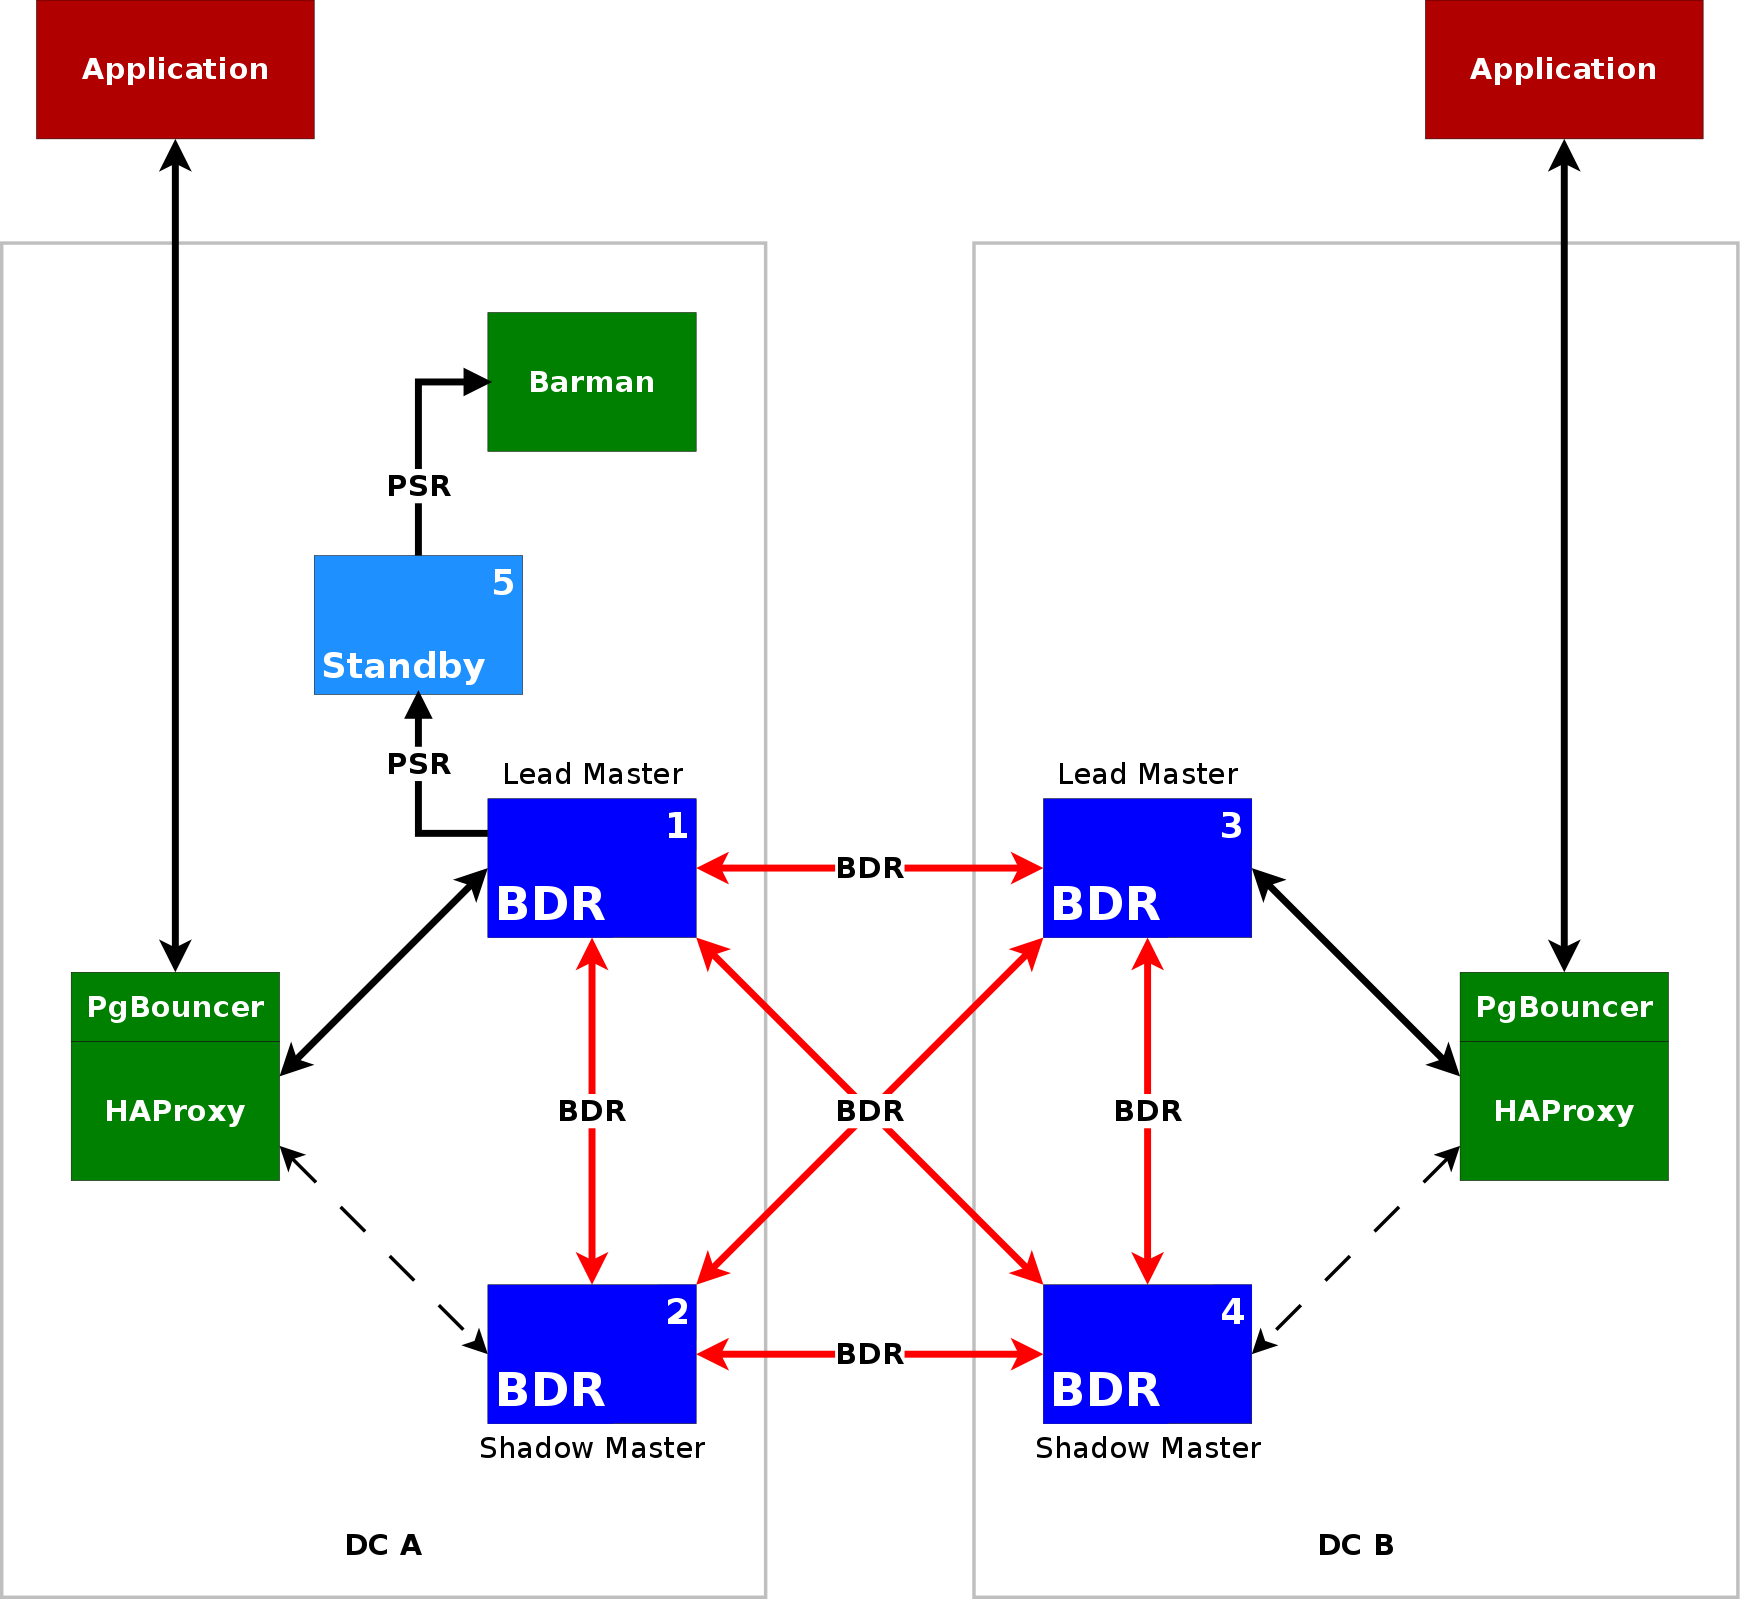 Application
Application
Barman
PSR
5
Standby
PSR
Lead Master
Lead Master
1
BDR
BDR
3
BDR
PgBouncer
HAProxy
BDR
BDR
BDR
PgBouncer
HAProxy
2
BDR
BDR
4
BDR
Shadow Master
Shadow Master
DC A
DC B